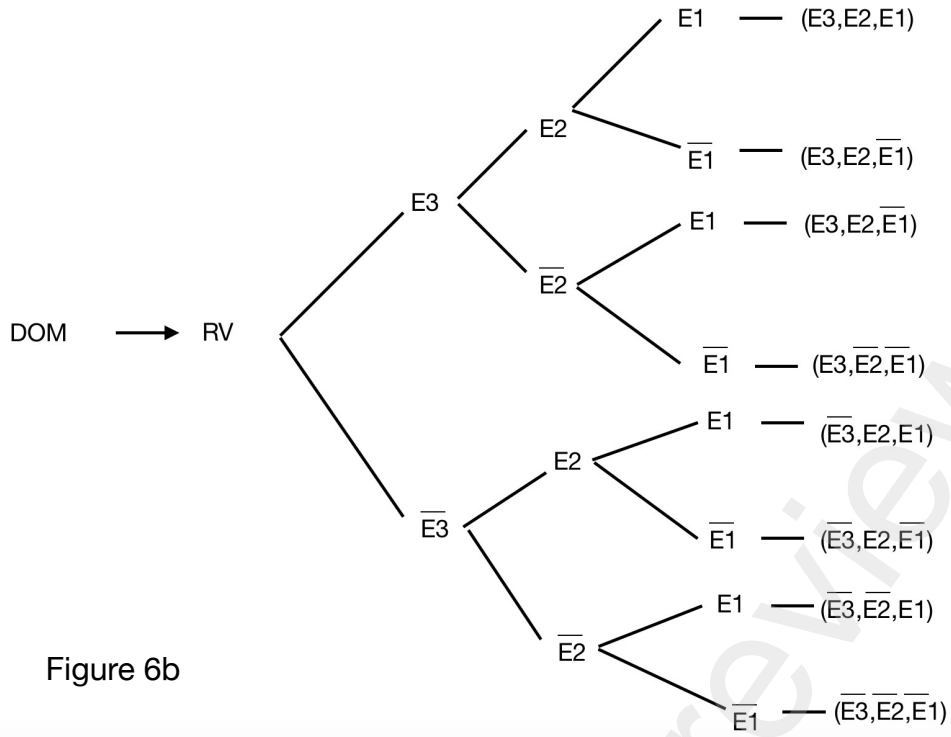 E1 (E3,E2,E1)
E2
E̅1̅ (E3,E2,E̅1̅)
E3
E1 (E3,E2,E̅1̅)
E̅2̅
DOM RV
E̅1̅ (E3,E̅2̅,E̅1̅)
E1 (E̅3̅,E2,E1)
E2
E̅3̅
E̅1̅ (E̅3̅,E2,E̅1̅)
E1 (E̅3̅,E̅2̅,E1)
E̅2̅
Figure 6b
E̅1̅ (E̅3̅,E̅2̅,E̅1̅)
review